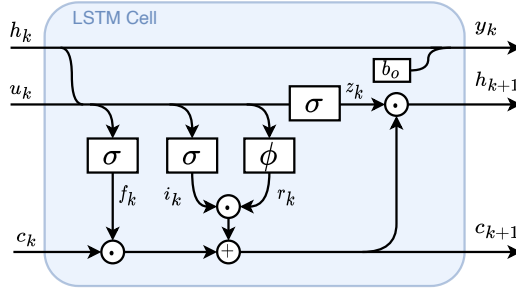 LSTM Cell
h_k
y_k
b_o
u_k
σ
z_k
h_{k+1}
σ
σ
ϕ
f_k
i_k
r_k
c_k
+
c_{k+1}